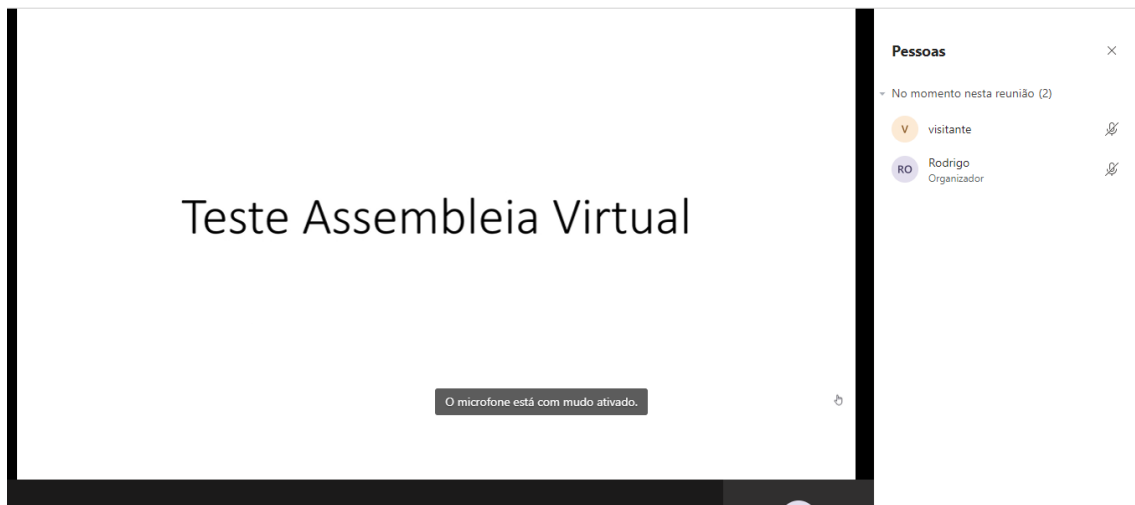 Teste Assembleia Virtual
O microfone está com mudo ativado.
Pessoas
No momento nesta reunião (2)
V visitante
RO Rodrigo
Organizador